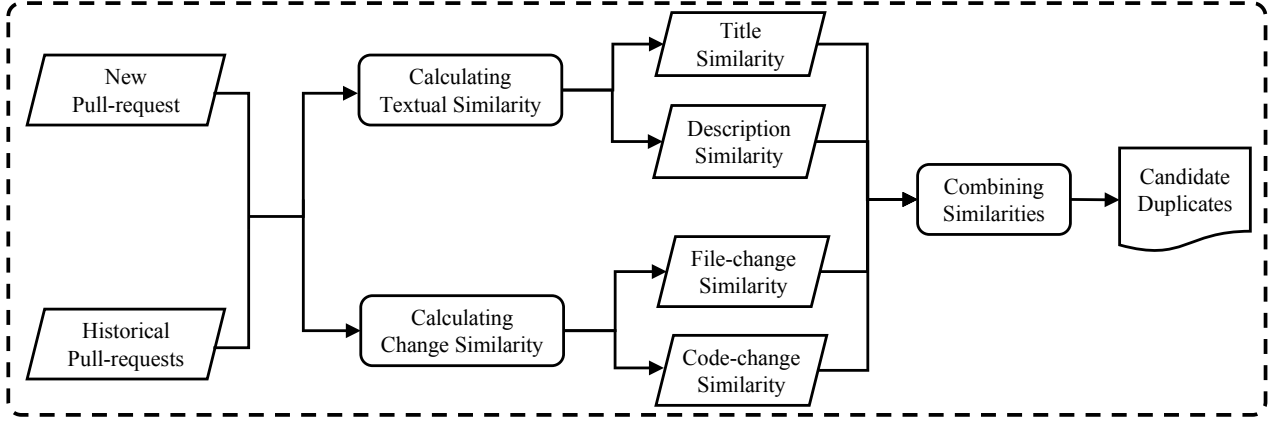 New
Pull-request
Historical
Pull-requests
Calculating
Textual Similarity
Calculating
Change Similarity
Title
Similarity
Description
Similarity
File-change
Similarity
Code-change
Similarity
Combining
Similarities
Candidate
Duplicates